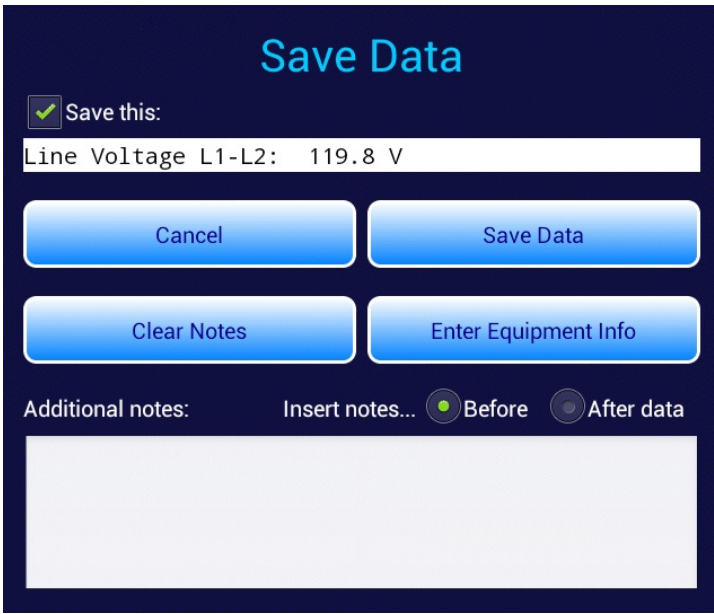 Save Data
Save this:
Line Voltage L1-L2:  119.8 V
Cancel Save Data
Clear Notes Enter Equipment Info
Additional notes: Insert notes... Before After data